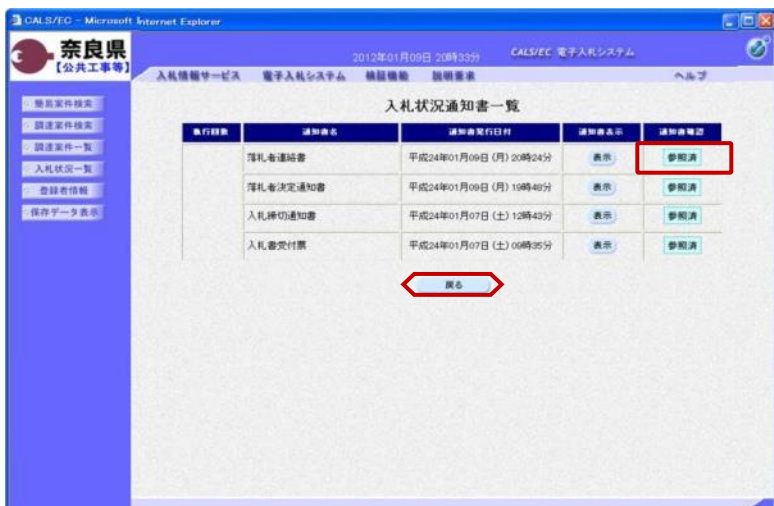 CALS/EC - Microsoft Internet Explorer
奈良県
【公共工事等】
2012年01月09日 20時33分
CALS/EC 電子入札システム
入札情報サービス
電子入札システム
検証機能
説明要求
ヘルプ
簡易案件検索
調達案件検索
調達案件一覧
入札状況一覧
登録者情報
保存データ表示
入札状況通知書一覧
執行回数 通知書名 通知書発行日付 通知書表示 通知書確認
落札者連絡書 平成24年01月09日 (月) 20時24分 表示 参照済
落札者決定通知書 平成24年01月09日 (月) 19時48分 表示 参照済
入札締切通知書 平成24年01月07日 (土) 12時43分 表示 参照済
入札書受付票 平成24年01月07日 (土) 09時35分 表示 参照済
戻る